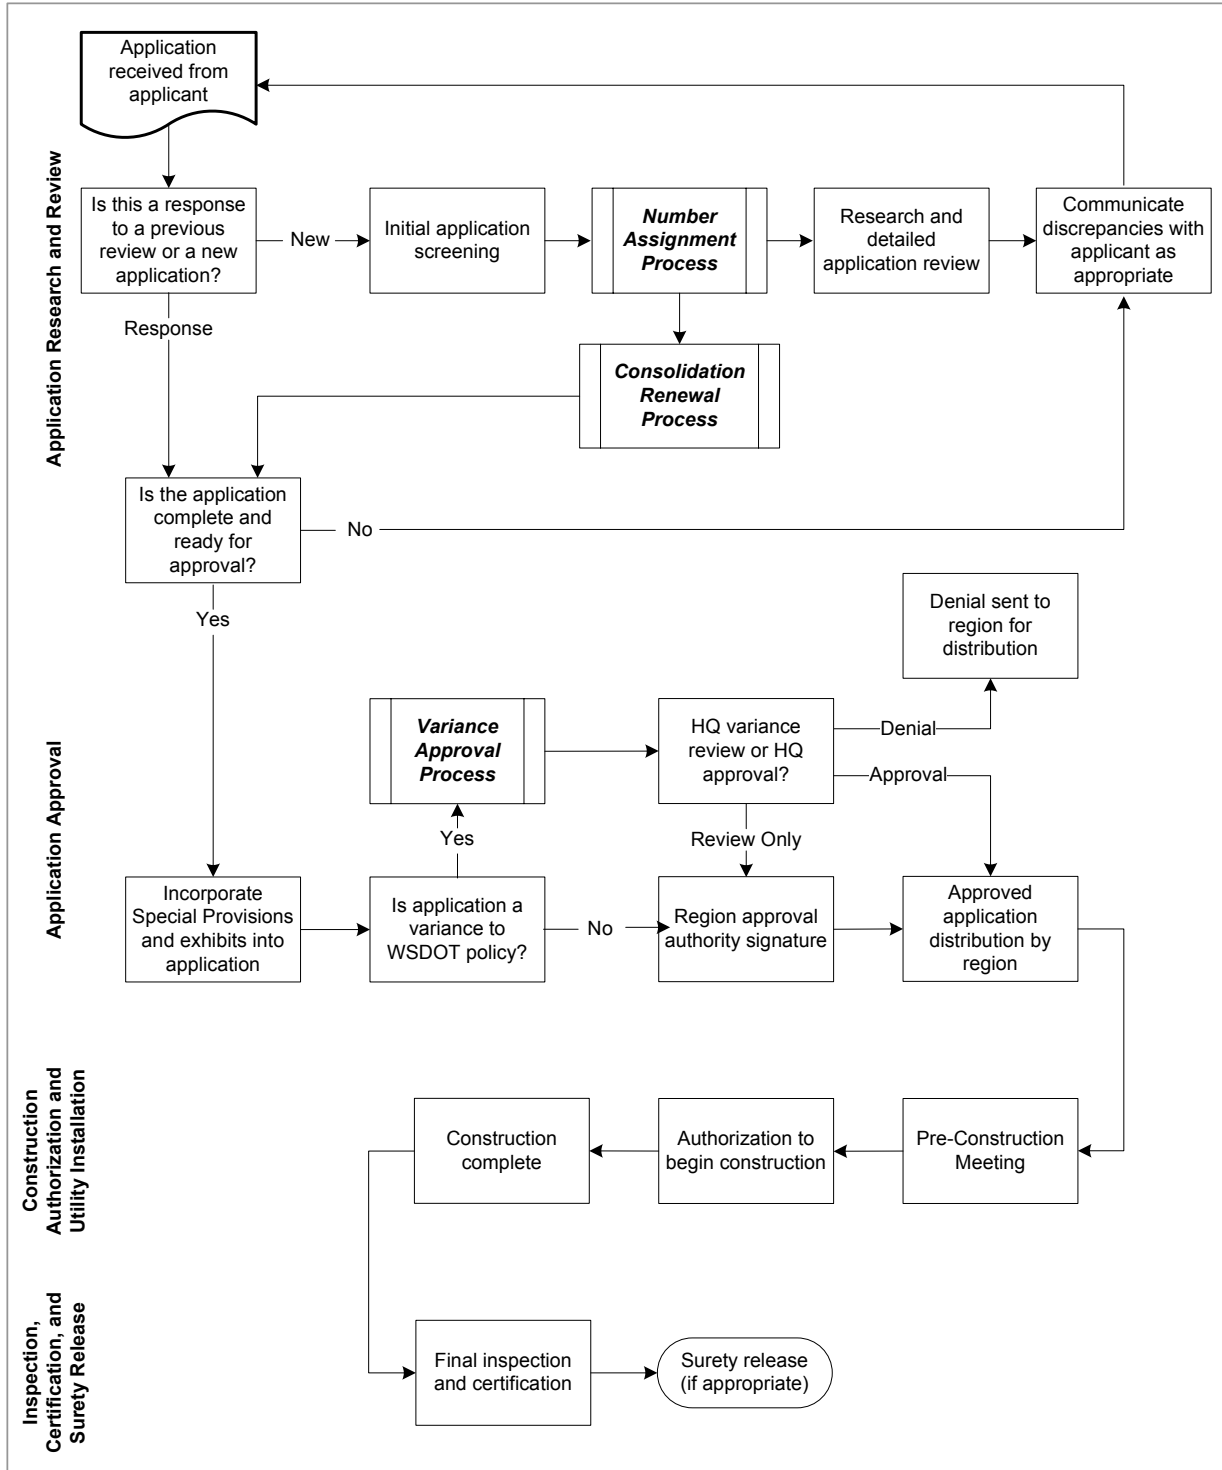 Application
received from
applicant
Application Research and Review
Is this a response
to a previous
review or a new
application?
New
Initial application
screening
Number
Assignment
Process
Research and
detailed
application review
Communicate
discrepancies with
applicant as
appropriate
Response
Consolidation
Renewal
Process
Is the application
complete and
ready for
approval?
No
Yes
Denial sent to
region for
distribution
Application Approval
Variance
Approval
Process
HQ variance
review or HQ
approval?
Denial
Approval
Yes
Review Only
Incorporate
Special Provisions
and exhibits into
application
Is application a
variance to
WSDOT policy?
No
Region approval
authority signature
Approved
application
distribution by
region
Construction
Authorization and
Utility Installation
Construction
complete
Authorization to
begin construction
Pre-Construction
Meeting
Inspection,
Certification, and
Surety Release
Final inspection
and certification
Surety release
(if appropriate)